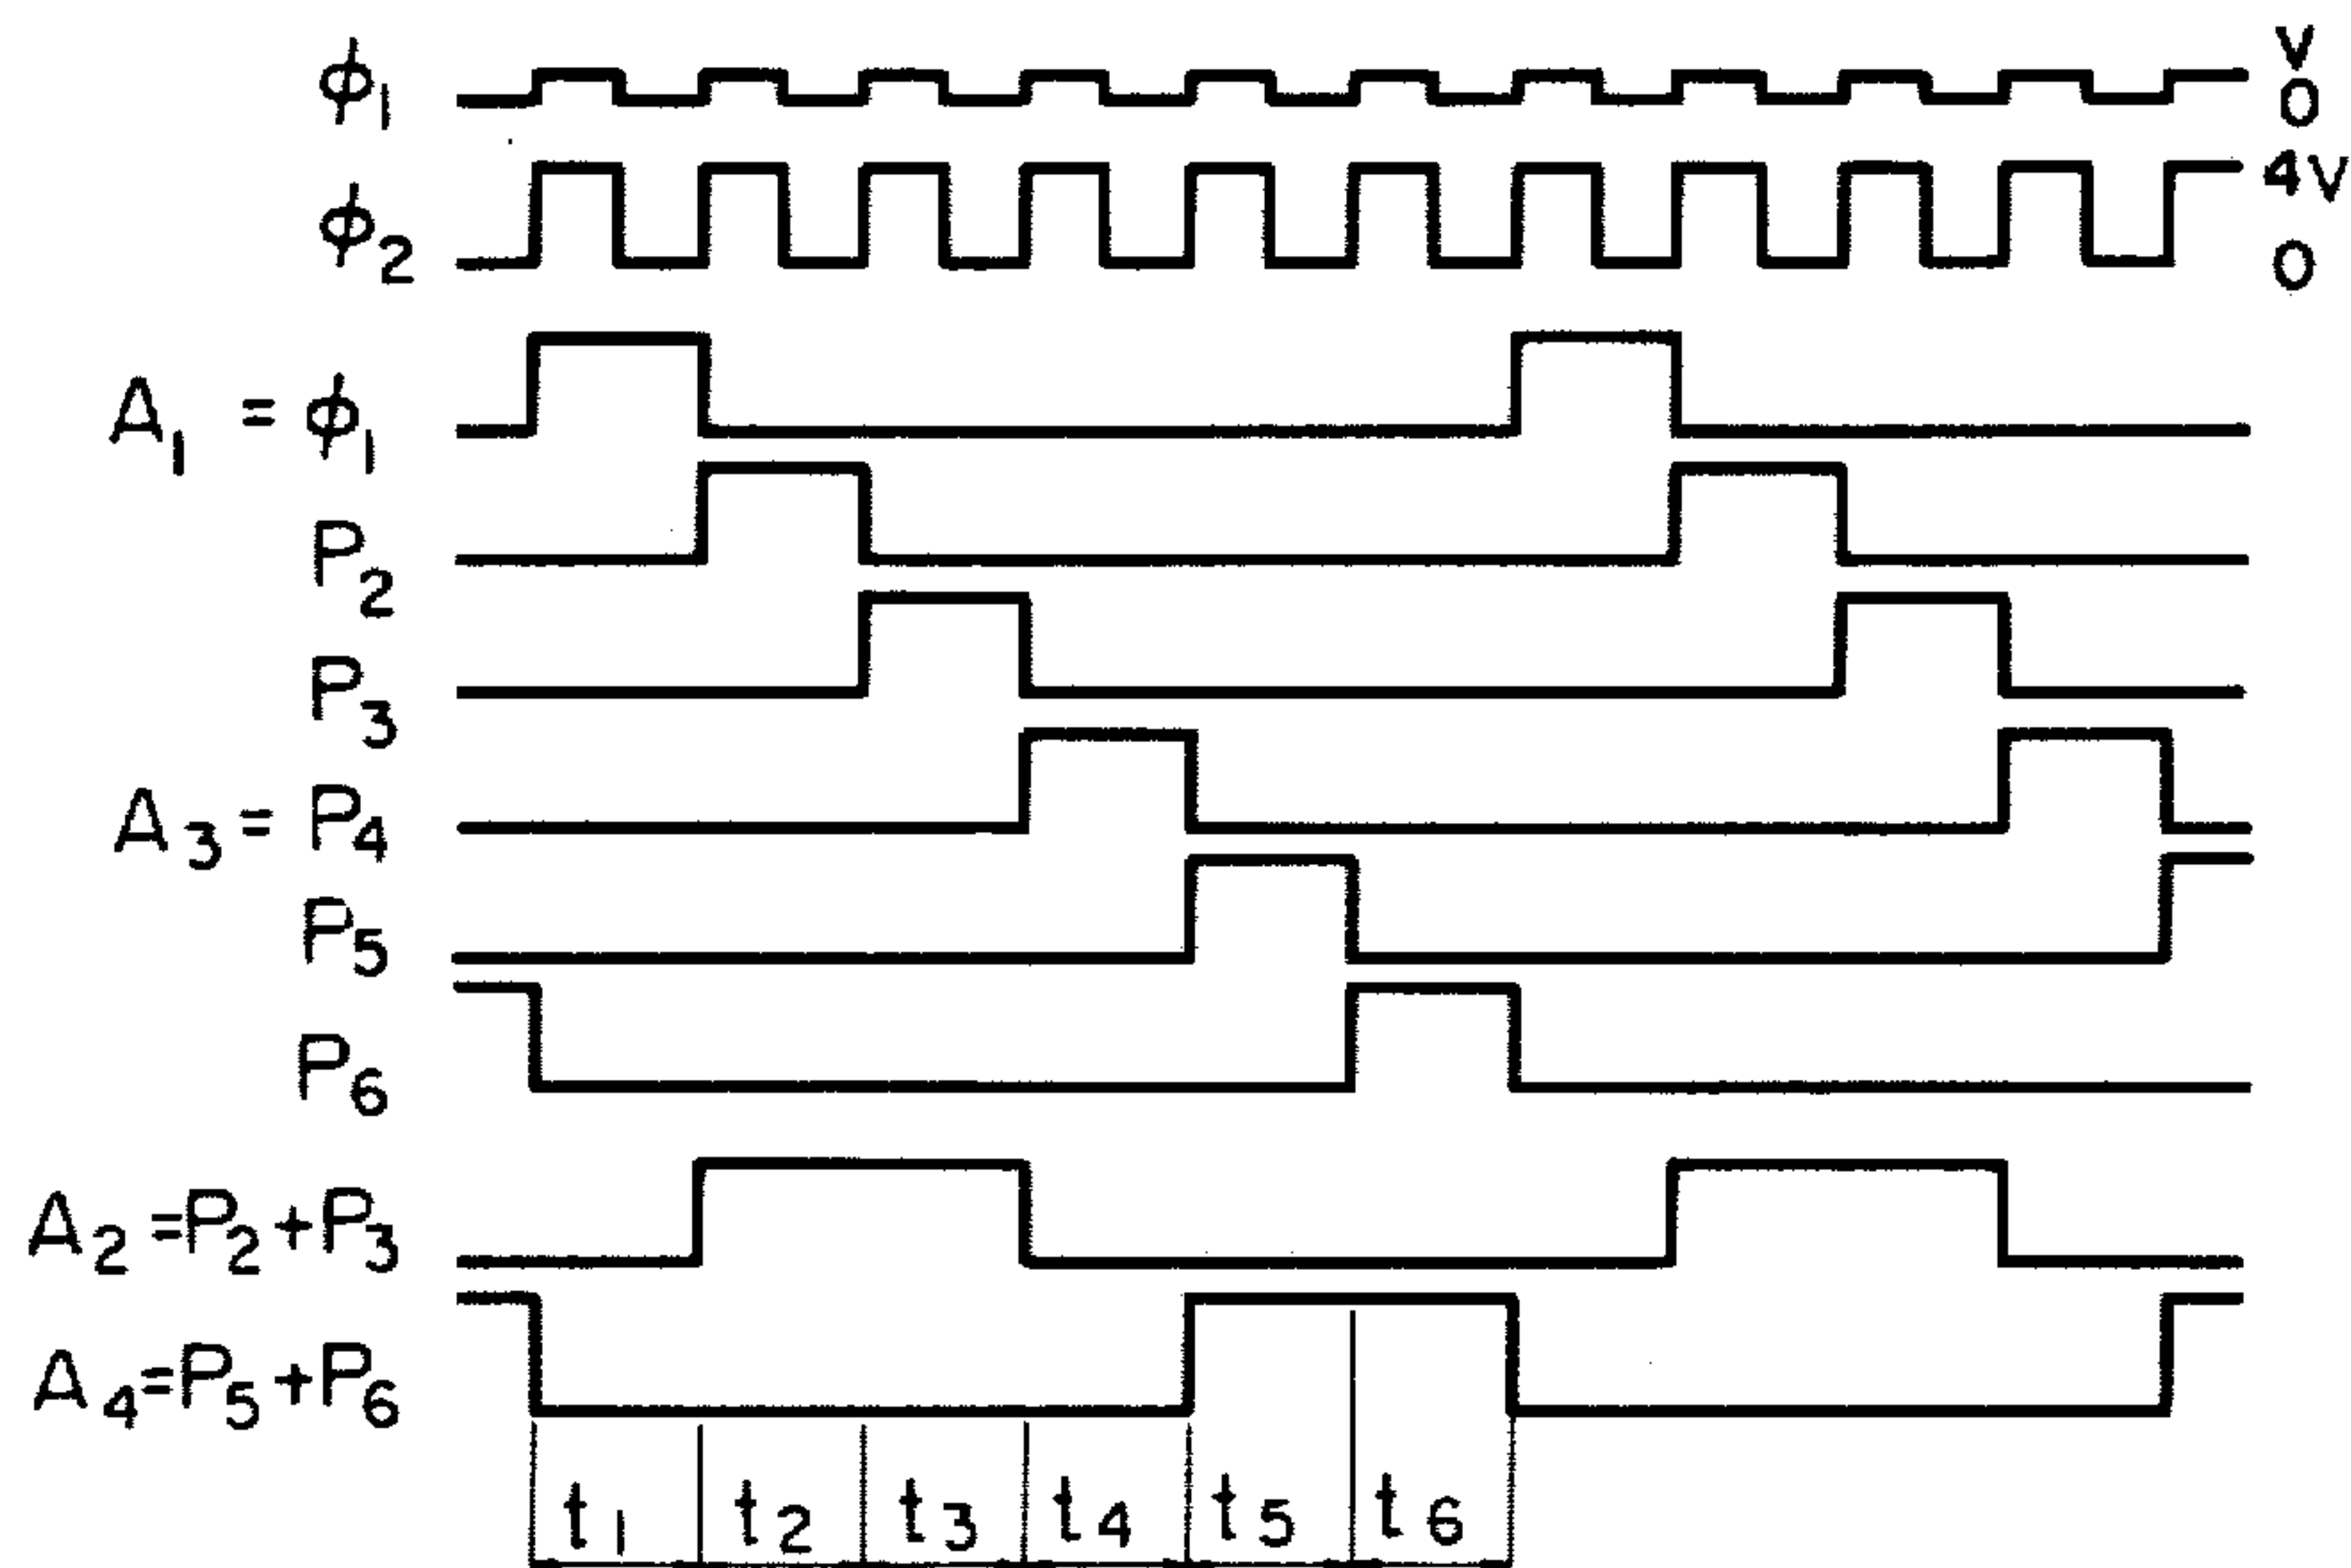 ϕ1 V
0
ϕ2 4V
0
A1 = ϕ1
P2
P3
A3 = P4
P5
P6
A2 = P2 + P3
A4 = P5 + P6
t1 t2 t3 t4 t5 t6